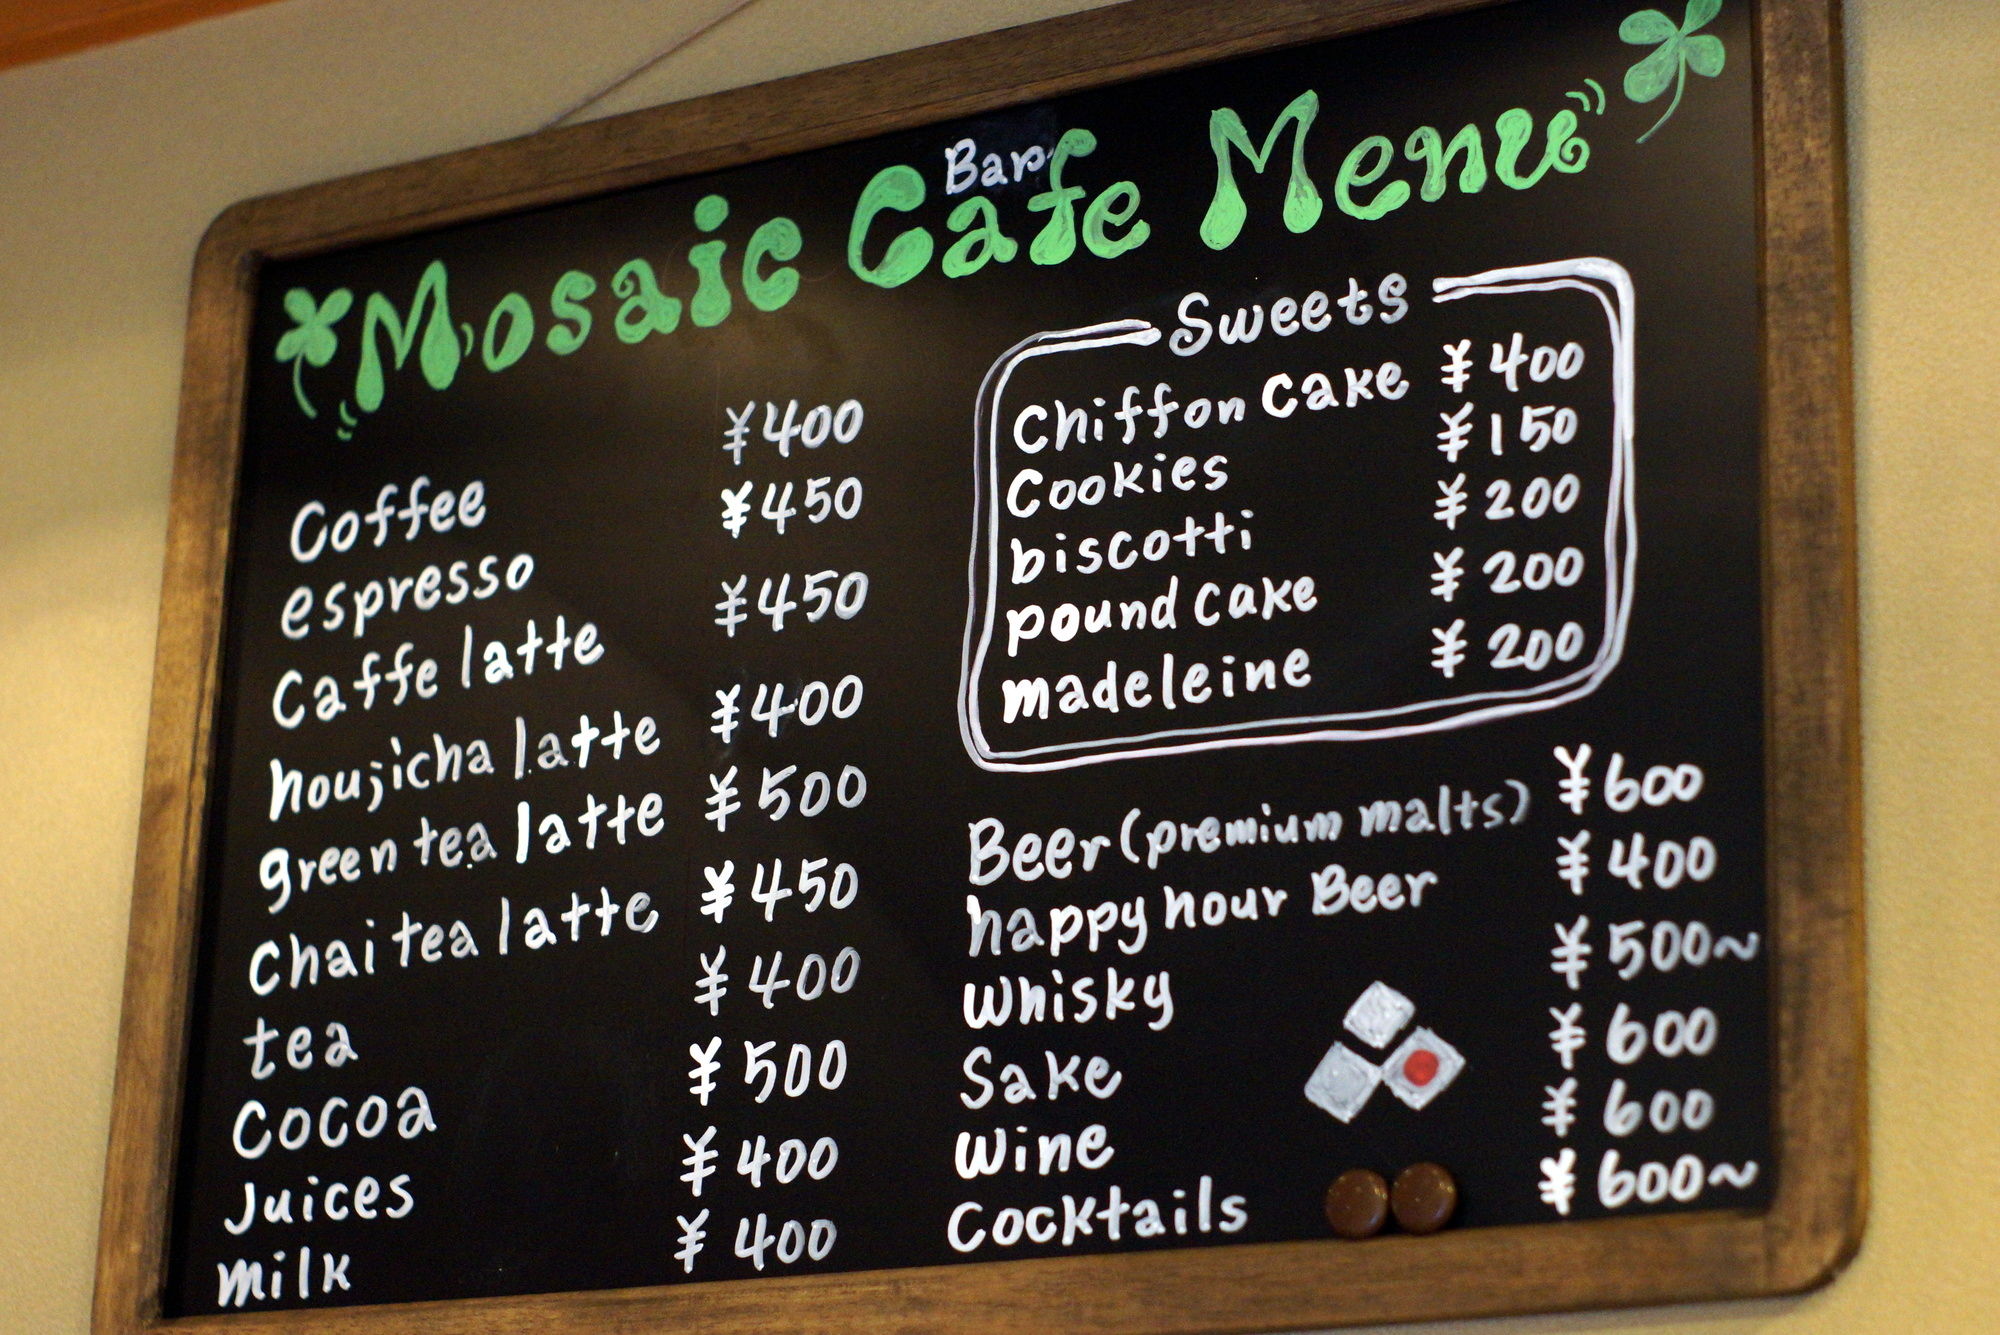 Bar
Mosaic Cafe Menu
Coffee ¥400
espresso ¥450
Caffe latte ¥450
houjicha latte ¥400
green tea latte ¥500
Chai tea latte ¥450
tea ¥400
Cocoa ¥500
Juices ¥400
milk ¥400
Sweets
Chiffon Cake ¥400
Cookies ¥150
biscotti ¥200
pound Cake ¥200
madeleine ¥200
Beer (premium malts) ¥600
happy hour Beer ¥400
Whisky ¥500~
Sake ¥600
Wine ¥600
Cocktails ¥600~